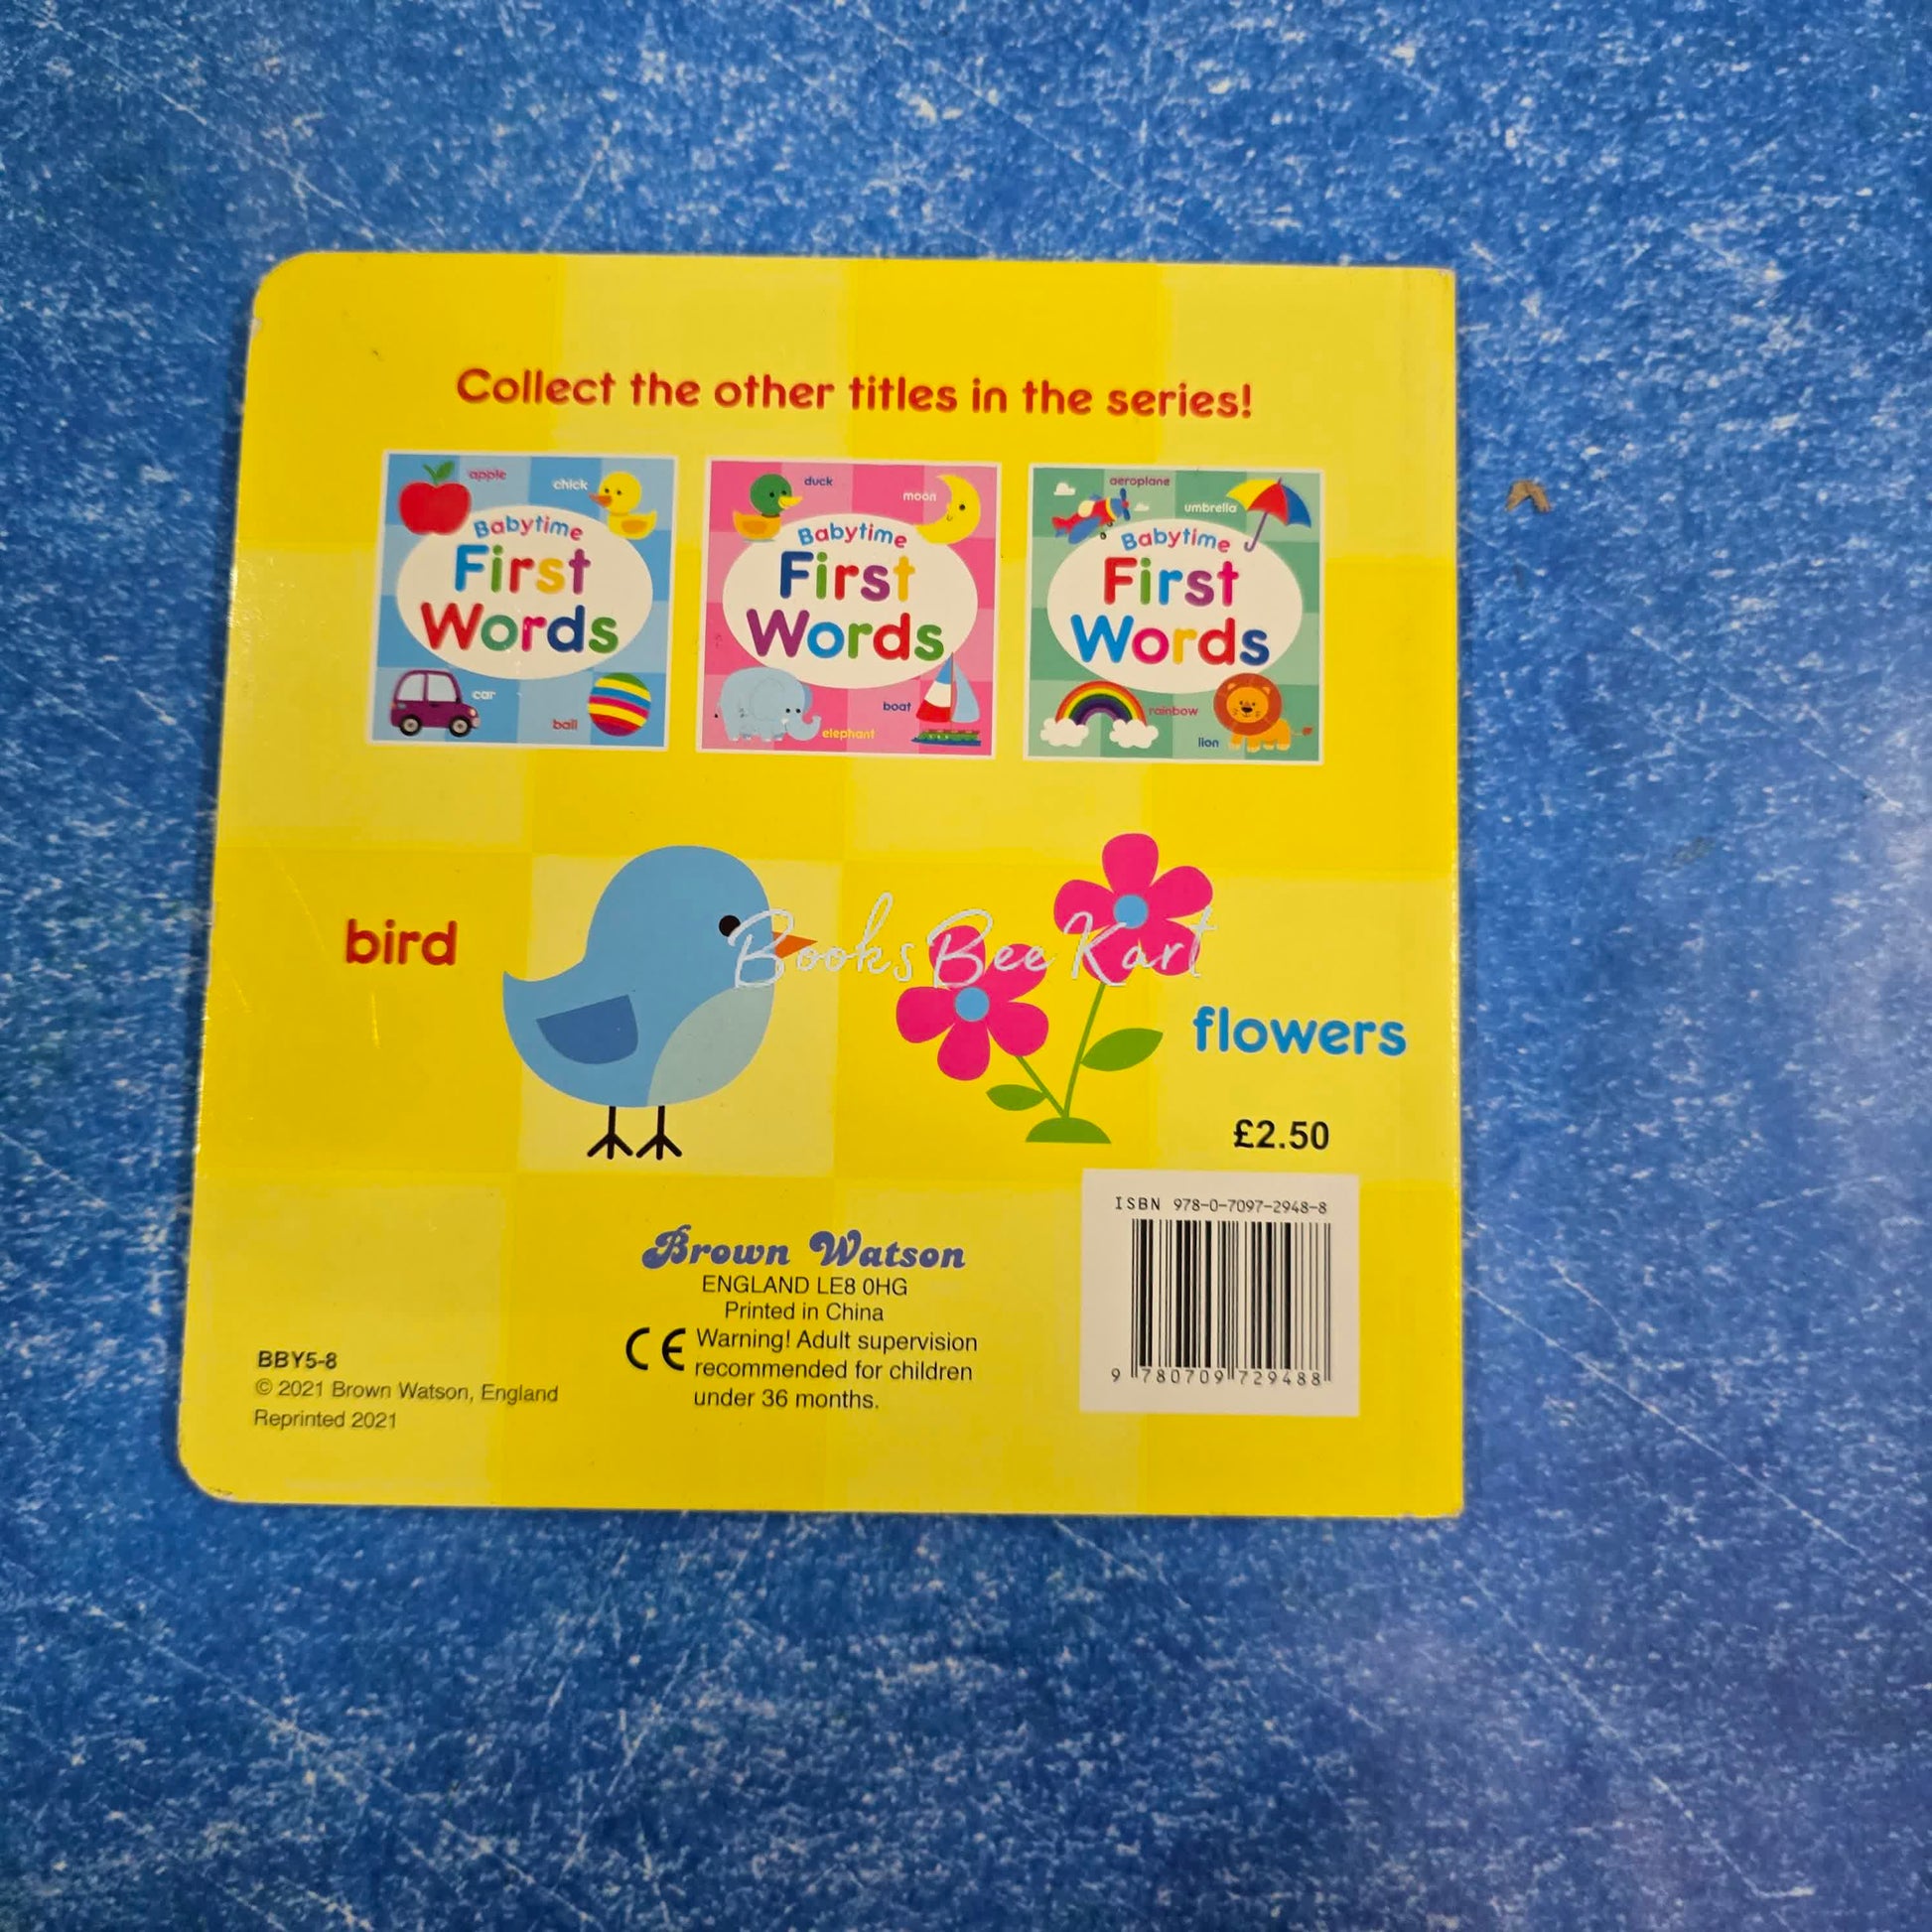 Collect the other titles in the series!
apple
chick
Babytime
First
Words
car
ball
duck
moon
Babytime
First
Words
boat
elephant
aeroplane
umbrella
Babytime
First
Words
rainbow
lion
bird
Books Bee Kart
flowers
£2.50
ISBN 978-0-7097-2948-8
9 780709 729488
Brown Watson
ENGLAND LE8 0HG
Printed in China
CE Warning! Adult supervision
recommended for children
under 36 months.
BBY5-8
© 2021 Brown Watson, England
Reprinted 2021